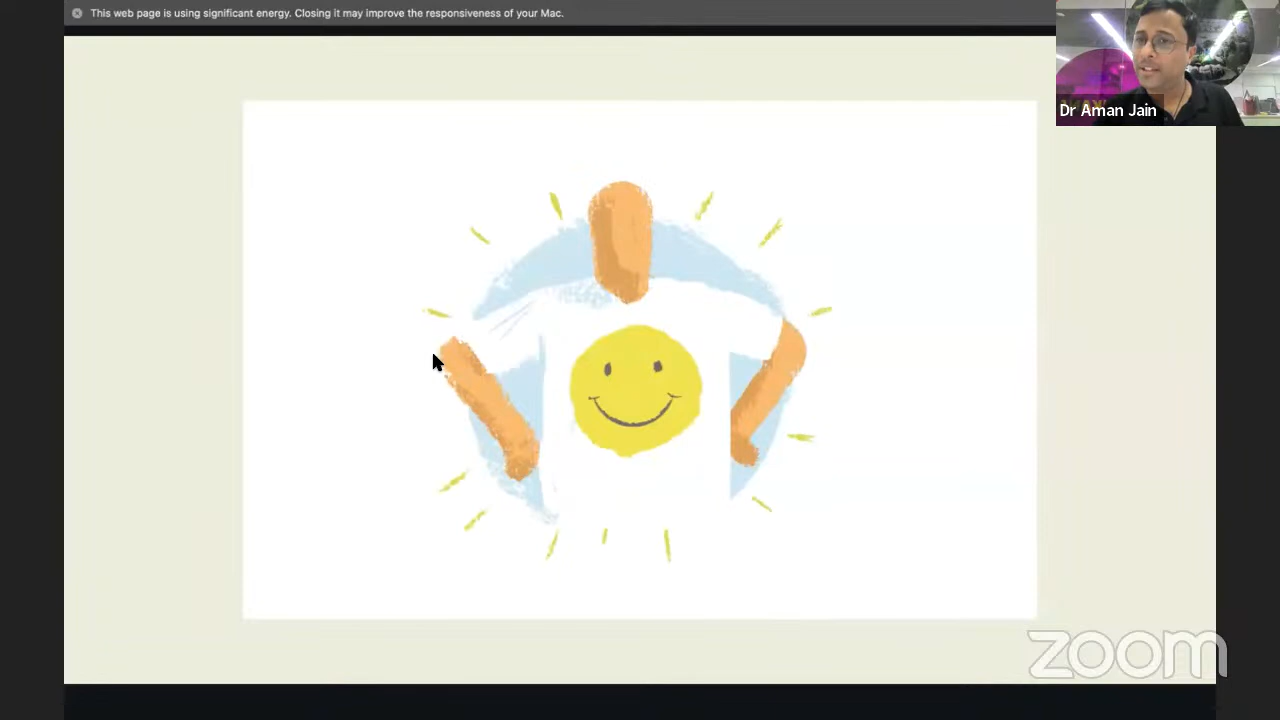 This web page is using significant energy. Closing it may improve the responsiveness of your Mac.
Dr Aman Jain
zoom